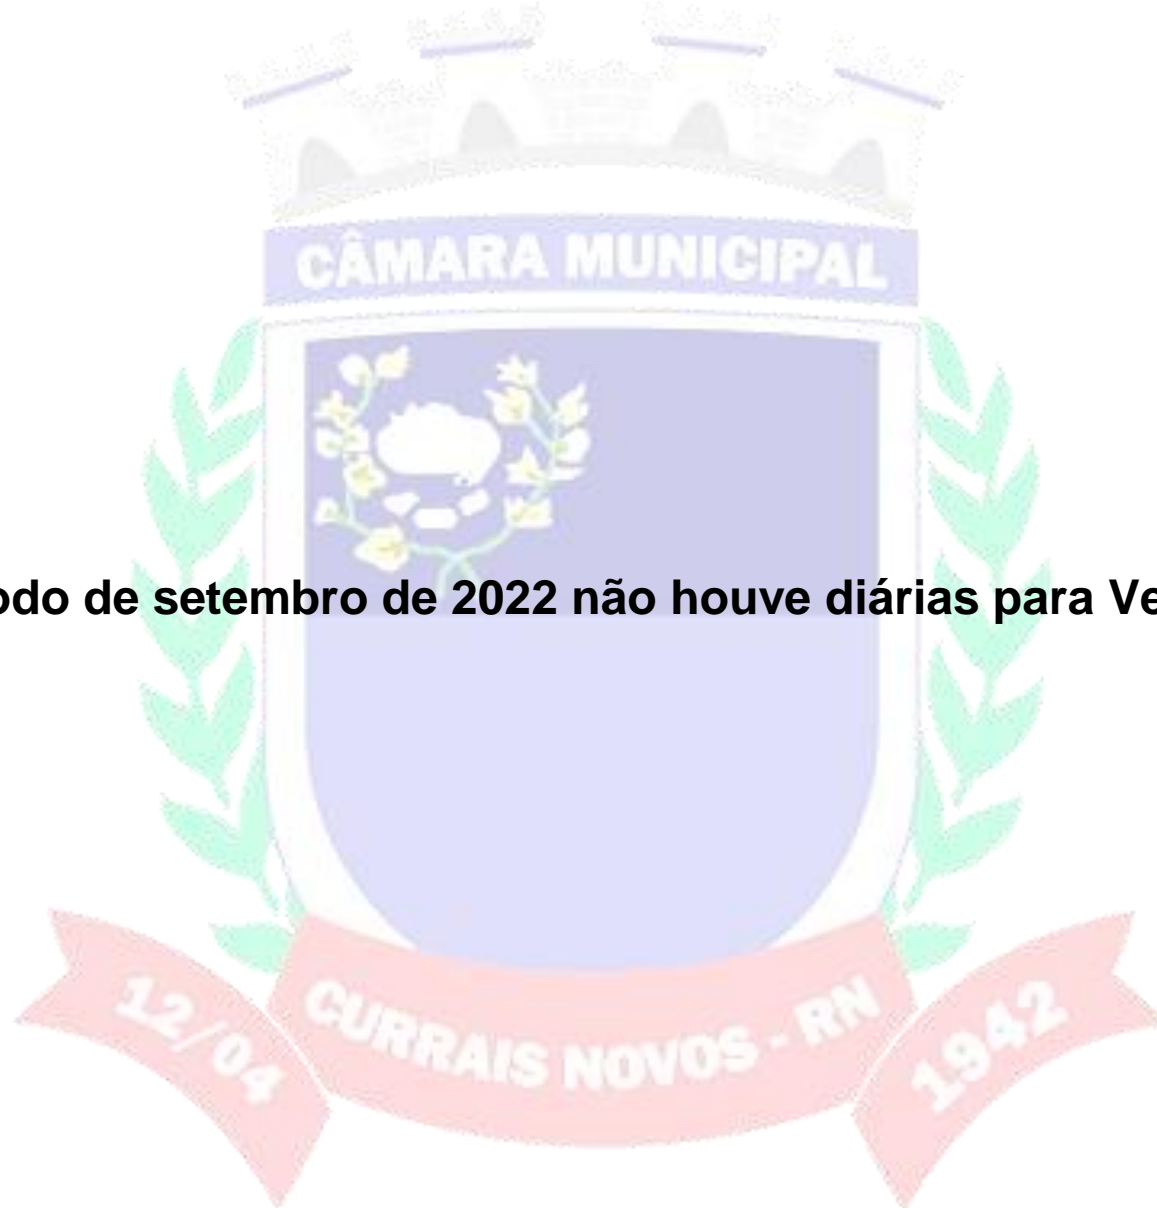 CÂMARA MUNICIPAL
odo de setembro de 2022 não houve diárias para Ve
12/04 CURRAIS NOVOS - RN 1942